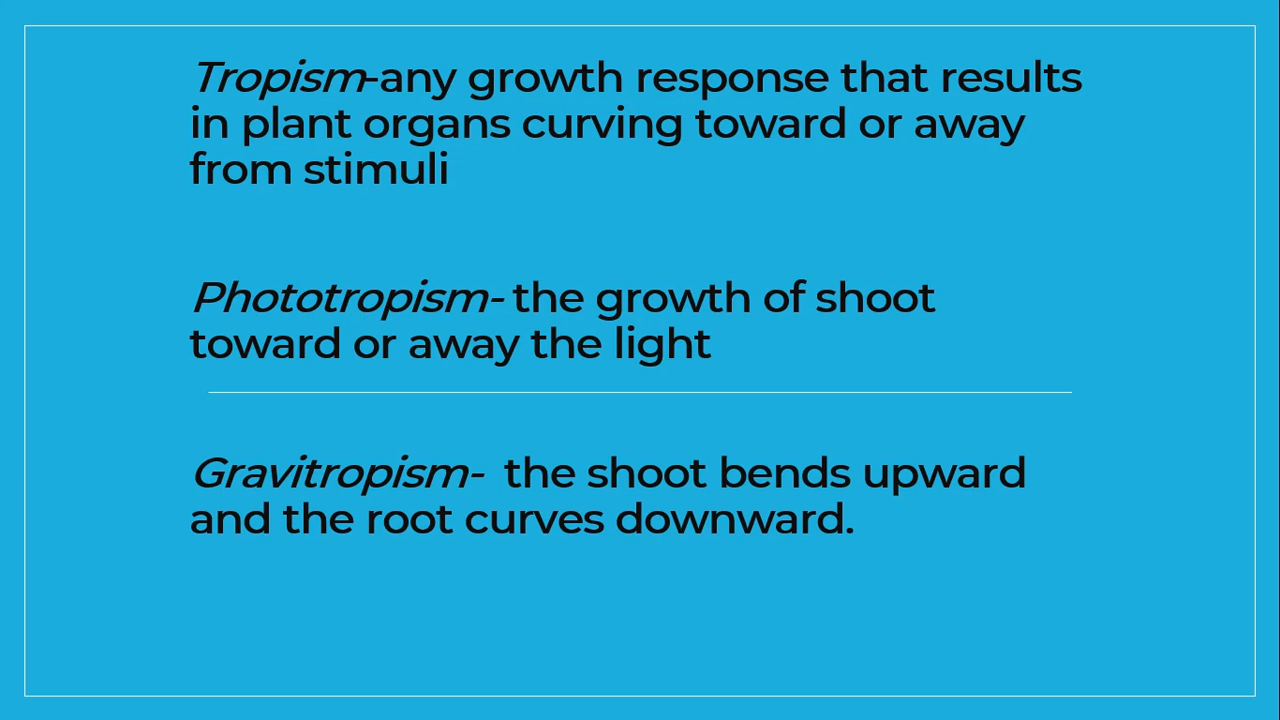 Tropism-any growth response that results
in plant organs curving toward or away
from stimuli
Phototropism- the growth of shoot
toward or away the light
Gravitropism- the shoot bends upward
and the root curves downward.